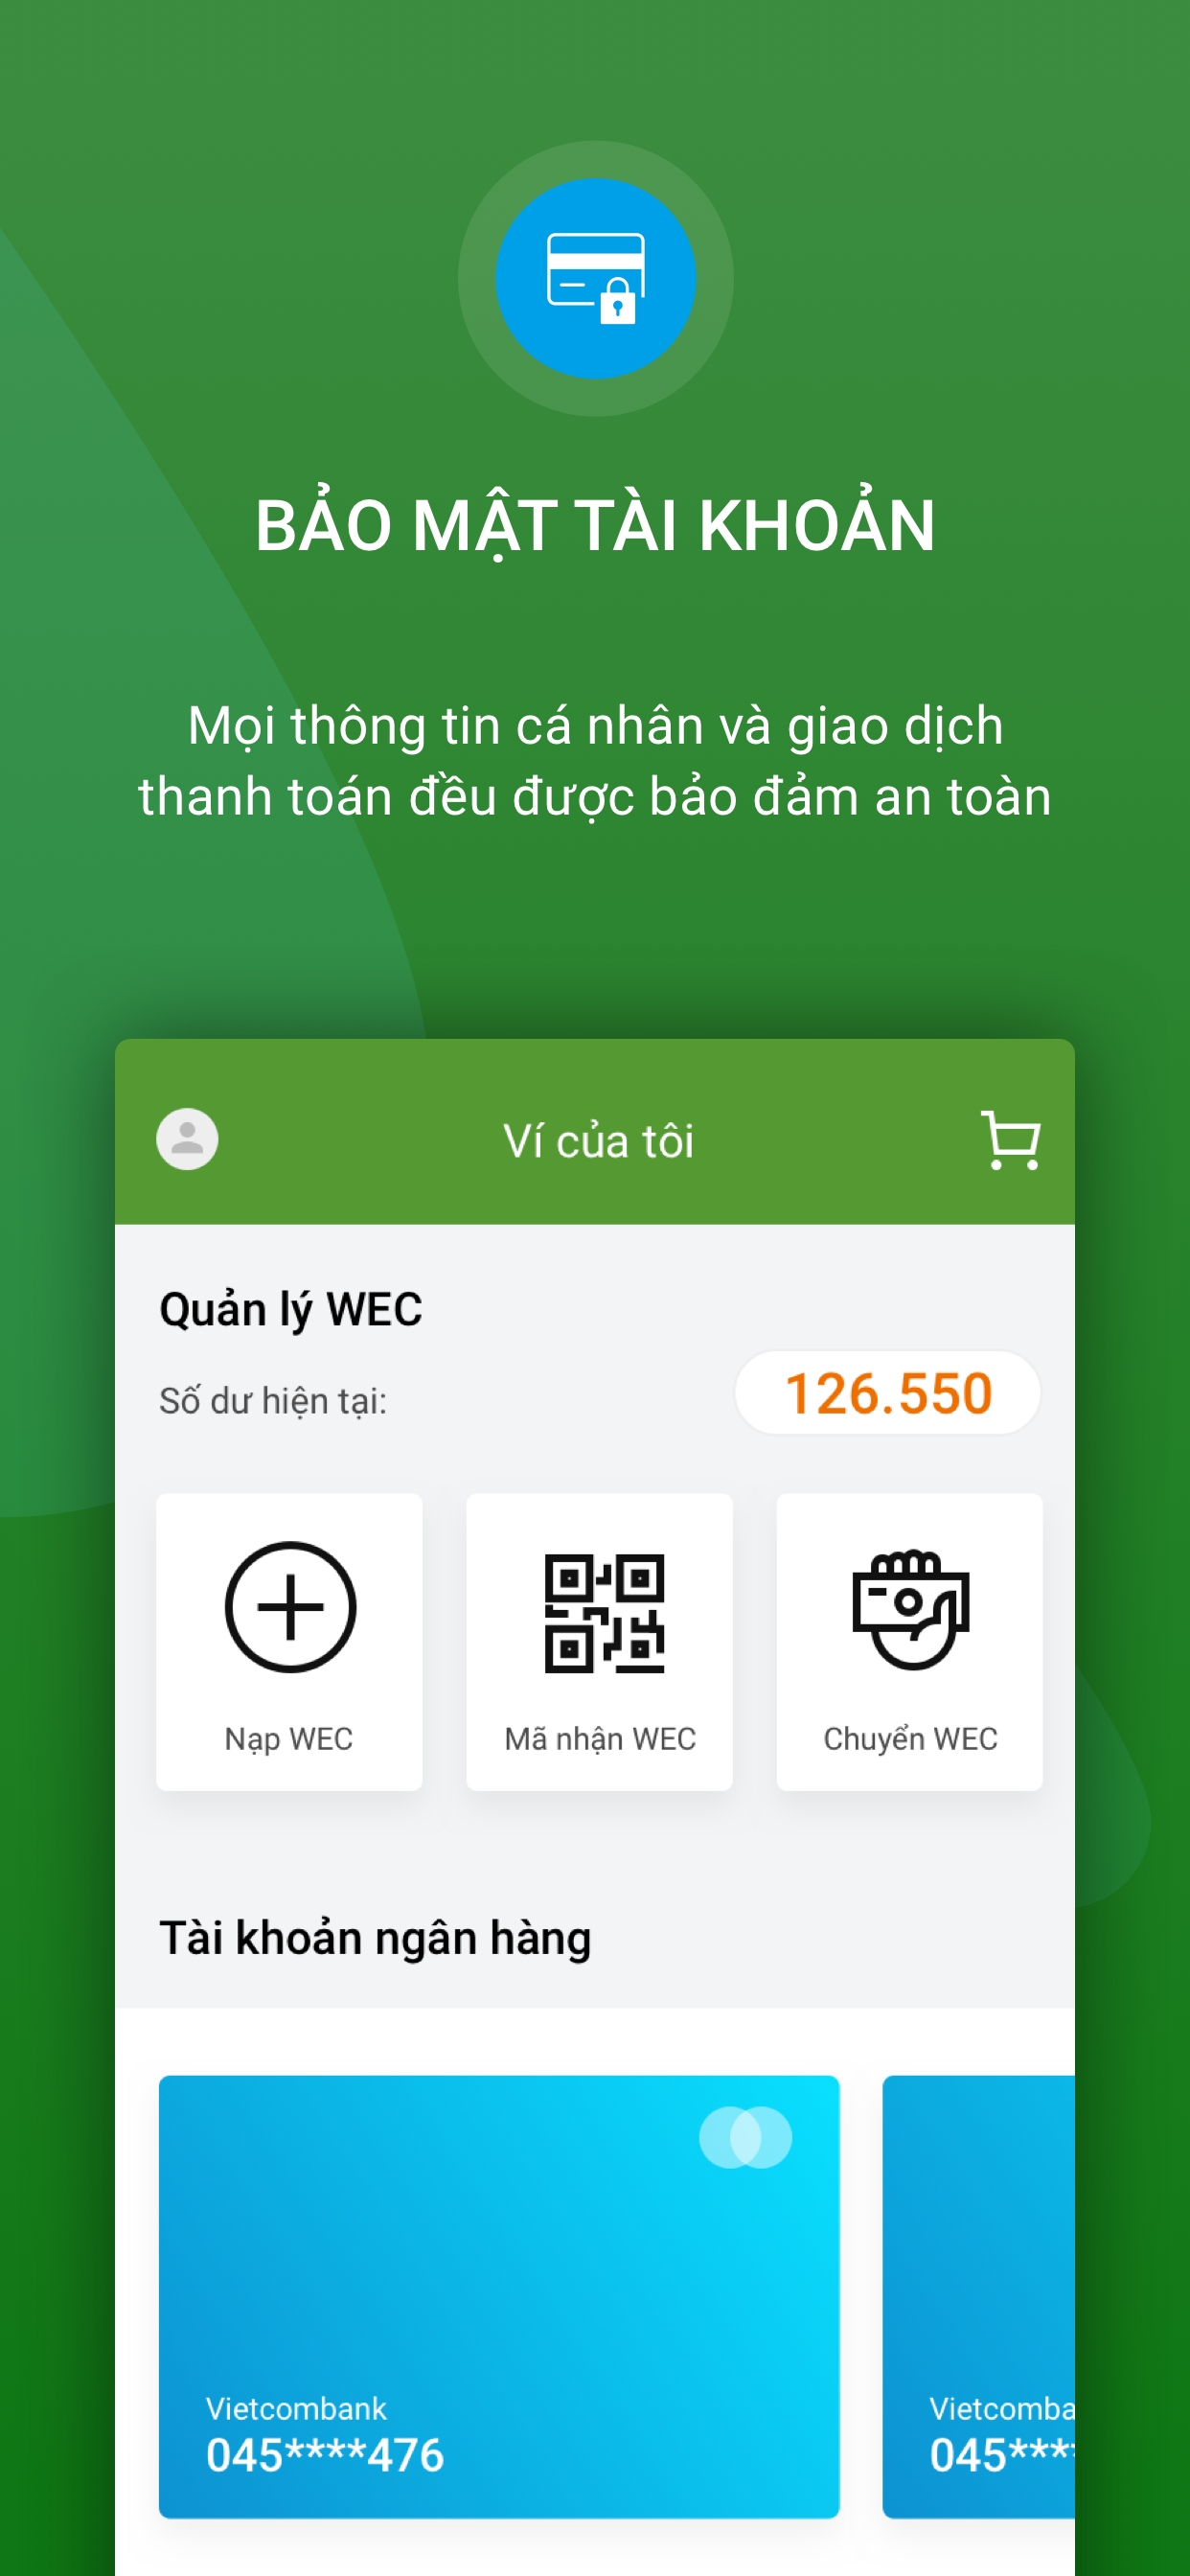 BẢO MẬT TÀI KHOẢN
Mọi thông tin cá nhân và giao dịch
thanh toán đều được bảo đảm an toàn
Ví của tôi
Quản lý WEC
Số dư hiện tại:
126.550
Nạp WEC
Mã nhận WEC
Chuyển WEC
Tài khoản ngân hàng
Vietcombank
045****476
Vietcomba
045****